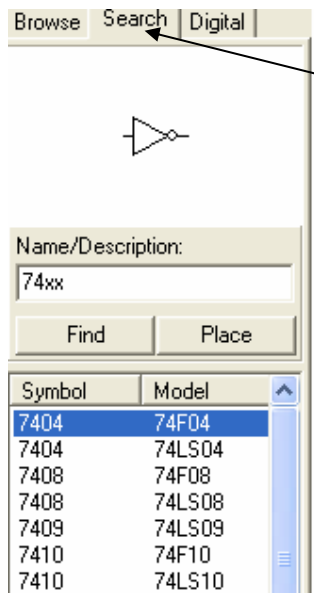 Browse Search Digital
Name/Description:
74xx
Find Place
Symbol Model
7404 74F04
7404 74LS04
7408 74F08
7408 74LS08
7409 74LS09
7410 74F10
7410 74LS10